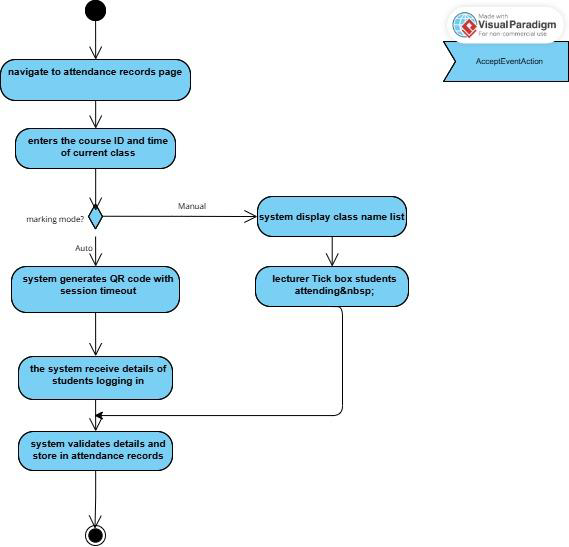 Made with
Visual Paradigm
For non-commercial use
AcceptEventAction
navigate to attendance records page
enters the course ID and time
of current class
marking mode?
Manual
system display class name list
Auto
system generates QR code with
session timeout
lecturer Tick box students
attending&nbsp;
the system receive details of
students logging in
system validates details and
store in attendance records